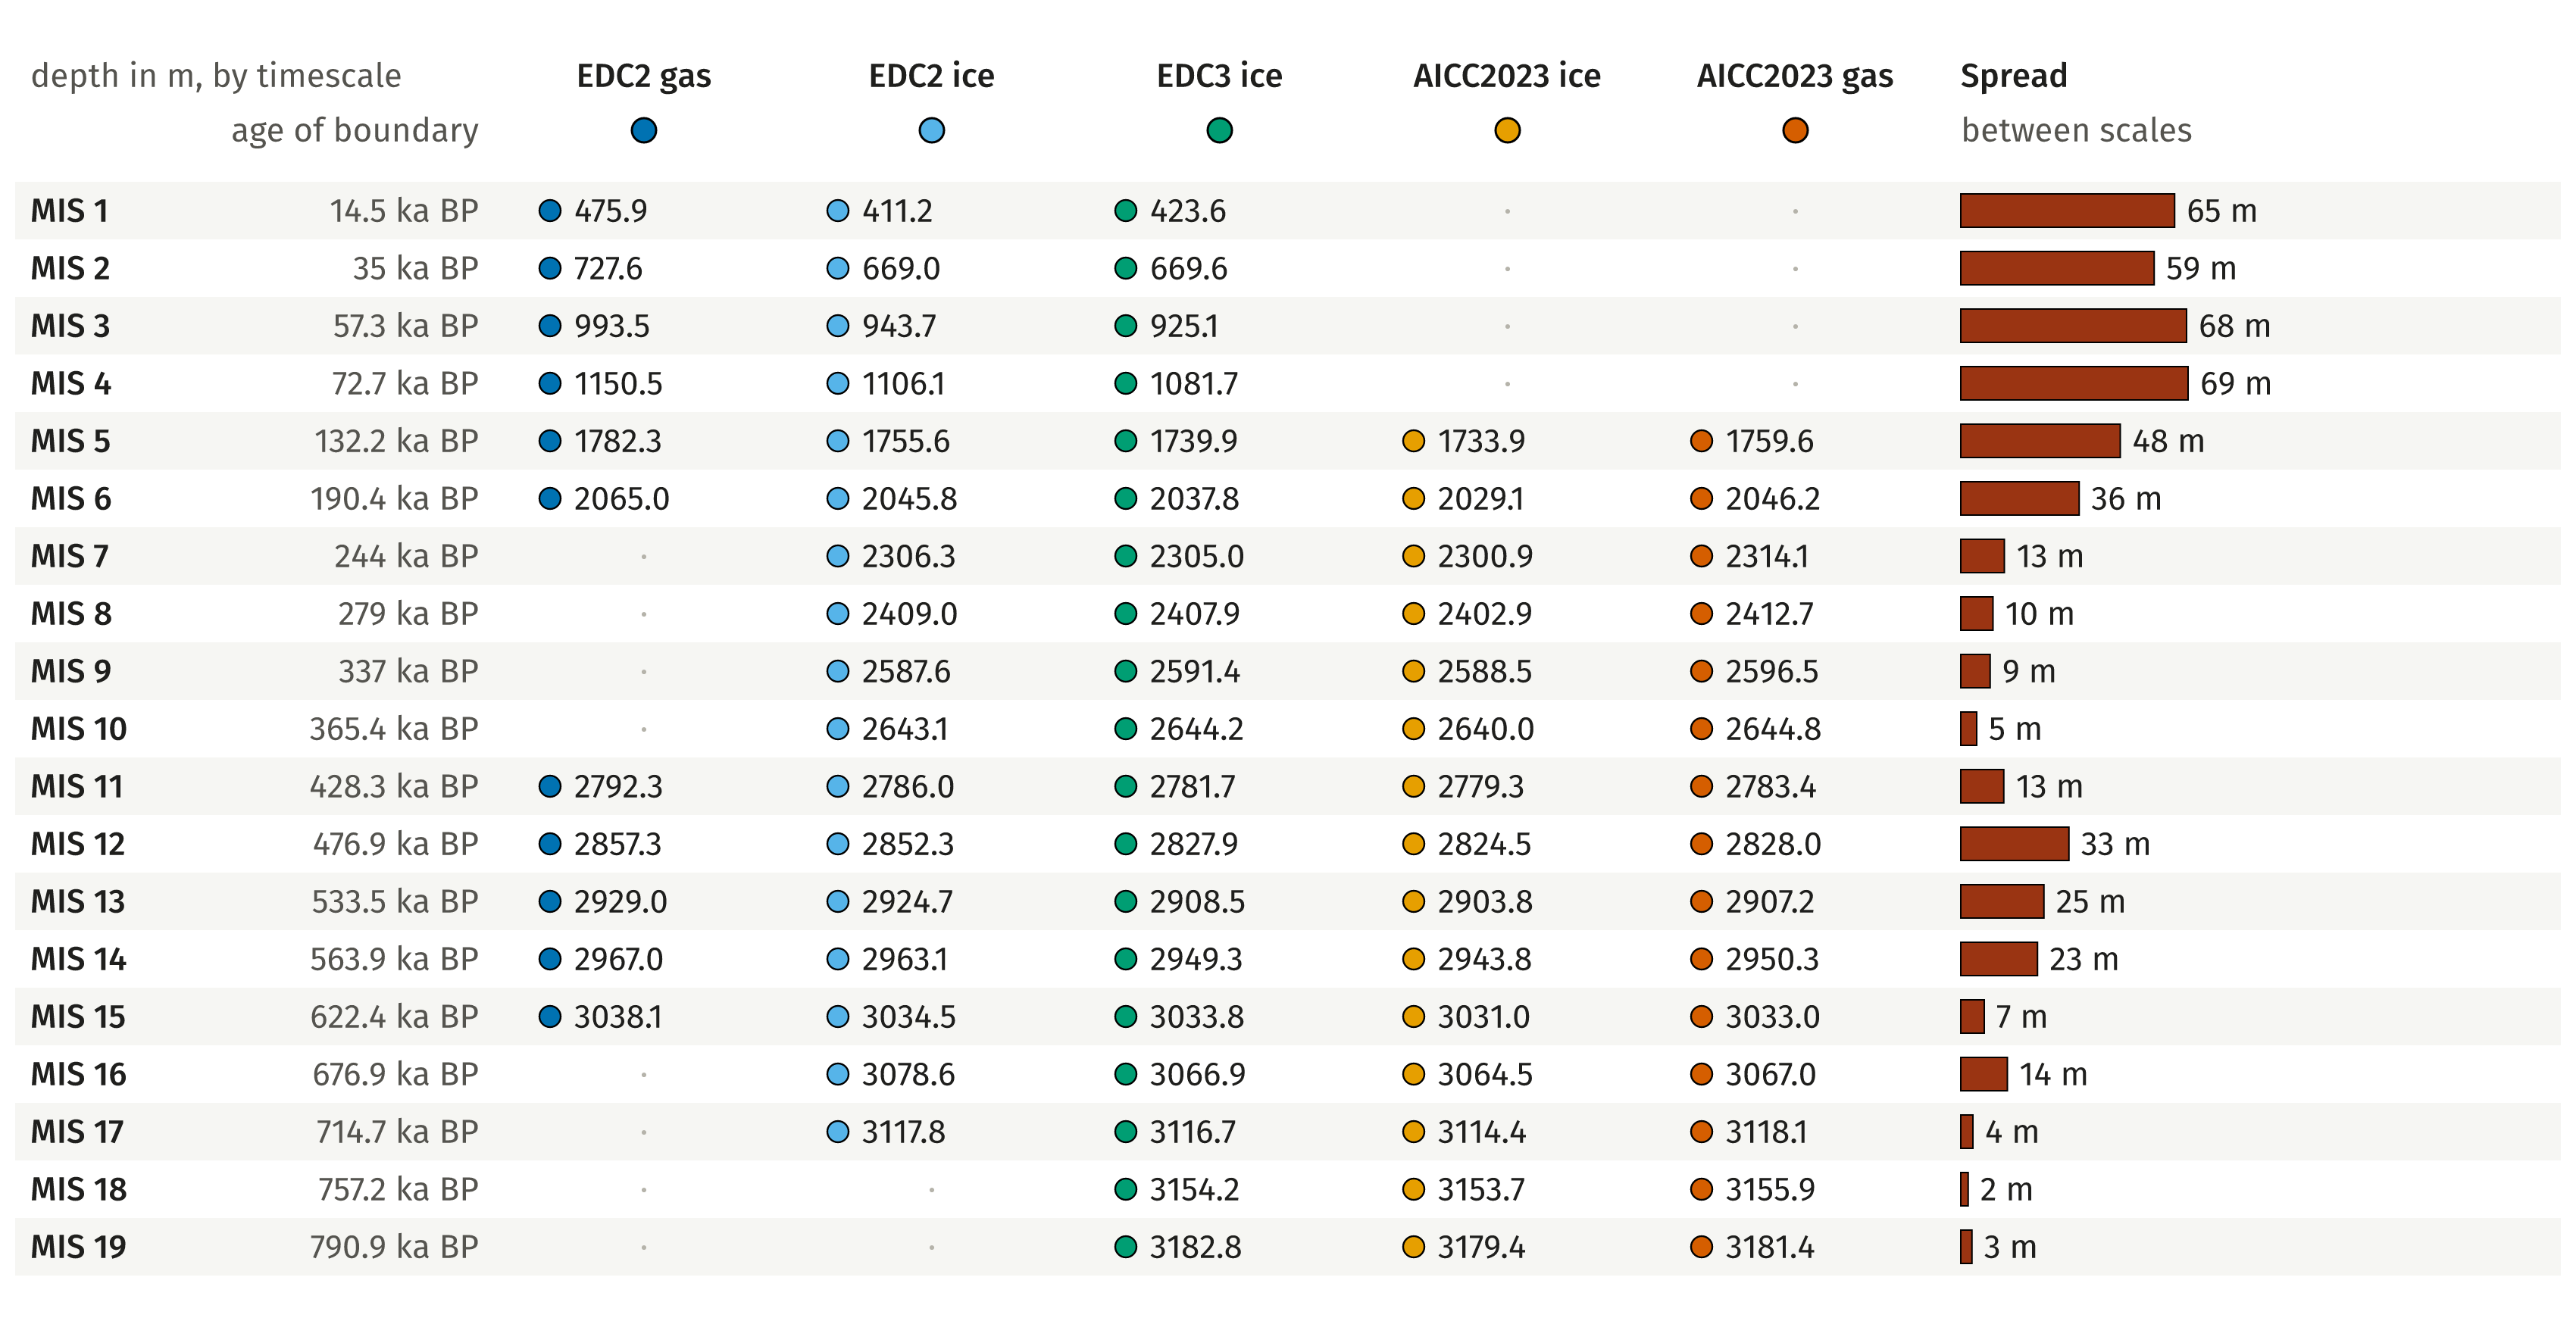 depth in m, by timescale EDC2 gas EDC2 ice EDC3 ice AICC2023 ice AICC2023 gas Spread
age of boundary between scales
MIS 1 14.5 ka BP 475.9 411.2 423.6 · · 65 m
MIS 2 35 ka BP 727.6 669.0 669.6 · · 59 m
MIS 3 57.3 ka BP 993.5 943.7 925.1 · · 68 m
MIS 4 72.7 ka BP 1150.5 1106.1 1081.7 · · 69 m
MIS 5 132.2 ka BP 1782.3 1755.6 1739.9 1733.9 1759.6 48 m
MIS 6 190.4 ka BP 2065.0 2045.8 2037.8 2029.1 2046.2 36 m
MIS 7 244 ka BP · 2306.3 2305.0 2300.9 2314.1 13 m
MIS 8 279 ka BP · 2409.0 2407.9 2402.9 2412.7 10 m
MIS 9 337 ka BP · 2587.6 2591.4 2588.5 2596.5 9 m
MIS 10 365.4 ka BP · 2643.1 2644.2 2640.0 2644.8 5 m
MIS 11 428.3 ka BP 2792.3 2786.0 2781.7 2779.3 2783.4 13 m
MIS 12 476.9 ka BP 2857.3 2852.3 2827.9 2824.5 2828.0 33 m
MIS 13 533.5 ka BP 2929.0 2924.7 2908.5 2903.8 2907.2 25 m
MIS 14 563.9 ka BP 2967.0 2963.1 2949.3 2943.8 2950.3 23 m
MIS 15 622.4 ka BP 3038.1 3034.5 3033.8 3031.0 3033.0 7 m
MIS 16 676.9 ka BP · 3078.6 3066.9 3064.5 3067.0 14 m
MIS 17 714.7 ka BP · 3117.8 3116.7 3114.4 3118.1 4 m
MIS 18 757.2 ka BP · · 3154.2 3153.7 3155.9 2 m
MIS 19 790.9 ka BP · · 3182.8 3179.4 3181.4 3 m